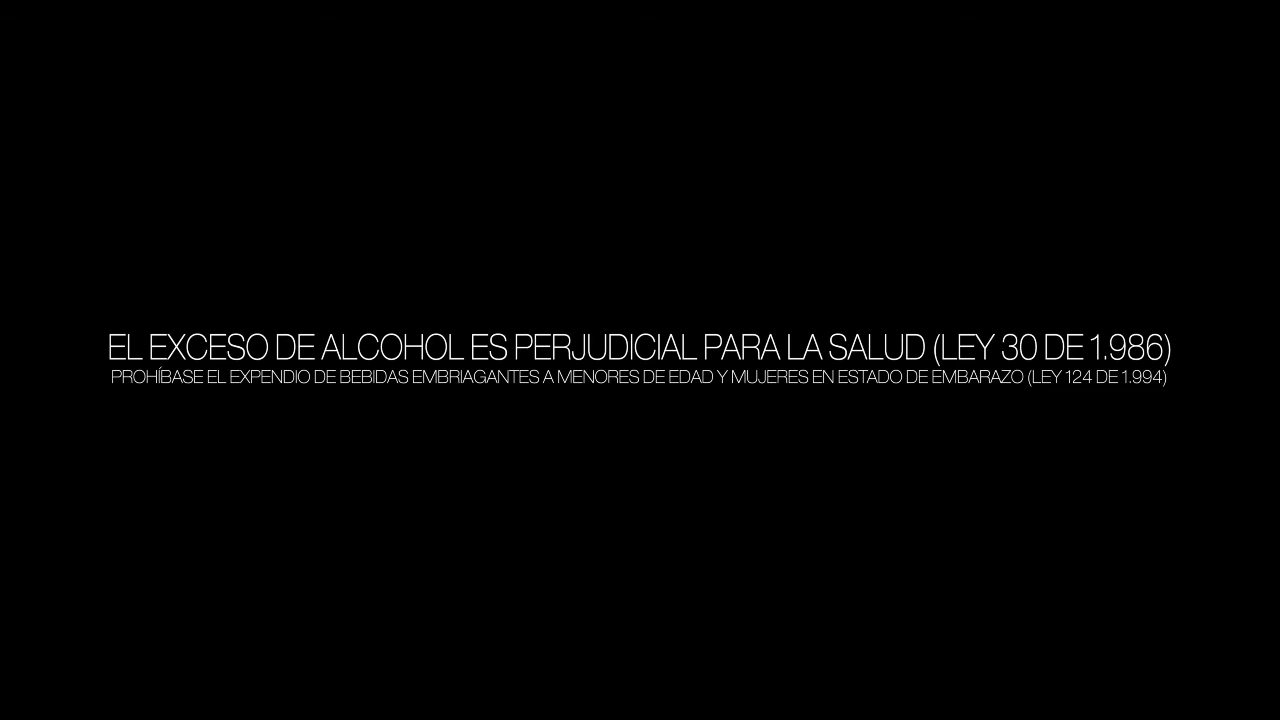 EL EXCESO DE ALCOHOL ES PERJUDICIAL PARA LA SALUD (LEY 30 DE 1.986)
PROHÍBASE EL EXPENDIO DE BEBIDAS EMBRIAGANTES A MENORES DE EDAD Y MUJERES EN ESTADO DE EMBARAZO (LEY 124 DE 1.994)